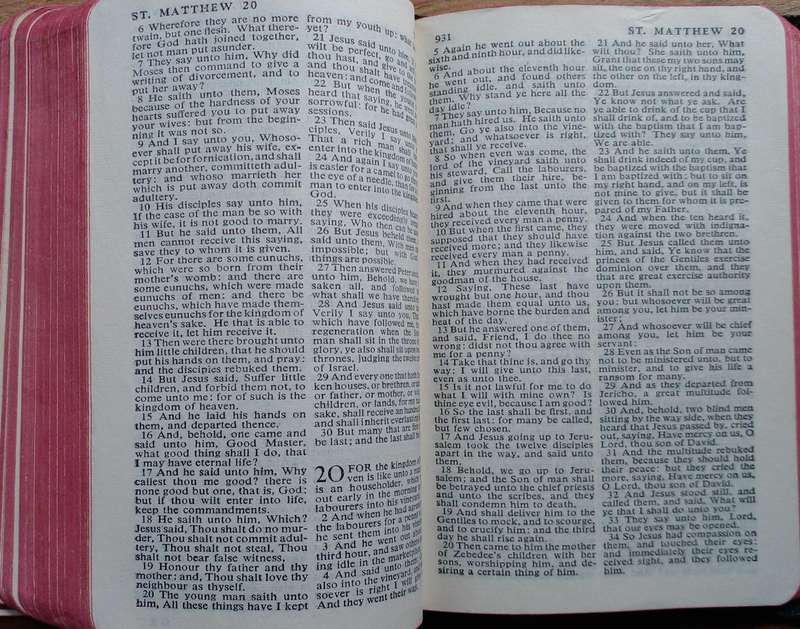 ST. MATTHEW 20
6 Wherefore they are no more
twain, but one flesh. What there-
fore God hath joined together,
let not man put asunder.
7 They say unto him, Why did
Moses then command to give a
writing of divorcement, and to
put her away?
8 He saith unto them, Moses
because of the hardness of your
hearts suffered you to put away
your wives: but from the begin-
ning it was not so.
9 And I say unto you, Whoso-
ever shall put away his wife, ex-
cept it be for fornication, and shall
marry another, committeth adul-
tery: and whoso marrieth her
which is put away doth commit
adultery.
10 His disciples say unto him,
If the case of the man be so with
his wife, it is not good to marry.
11 But he said unto them, All
men cannot receive this saying,
save they to whom it is given.
12 For there are some eunuchs,
which were so born from their
mother's womb: and there are
some eunuchs, which were made
eunuchs of men: and there be
eunuchs, which have made them-
selves eunuchs for the kingdom of
heaven's sake. He that is able to
receive it, let him receive it.
13 Then were there brought unto
him little children, that he should
put his hands on them, and pray:
and the disciples rebuked them.
14 But Jesus said, Suffer little
children, and forbid them not, to
come unto me: for of such is the
kingdom of heaven.
15 And he laid his hands on
them, and departed thence.
16 And, behold, one came and
said unto him, Good Master,
what good thing shall I do, that
I may have eternal life?
17 And he said unto him, Why
callest thou me good? there is
none good but one, that is, God:
but if thou wilt enter into life,
keep the commandments.
18 He saith unto him, Which?
Jesus said, Thou shalt do no mur-
der, Thou shalt not commit adul-
tery, Thou shalt not steal, Thou
shalt not bear false witness,
19 Honour thy father and thy
mother: and, Thou shalt love thy
neighbour as thyself.
20 The young man saith unto
him, All these things have I kept
from my youth up: what
21 Jesus said unto him,
will be perfect, go and
thou hast, and give to
and thou shalt have
heaven: and come and
22 But when the young
heard that saying, he
sorrowful: for he had
sessions.
23 Then said Jesus unto
ciples, Verily I say
That a rich man shall
enter into the kingdom
24 And again I say unto
is easier for a camel to
the eye of a needle, than
man to enter into the
God.
25 When his disciples
they were exceedingly
saying, Who then can be
26 But Jesus beheld
said unto them, With
impossible; but with
things are possible.
27 Then answered Peter
unto him, Behold, we
saken all, and followed
what shall we have
28 And Jesus said unto
Verily I say unto you,
which have followed me, in
regeneration when the
man shall sit in the throne
glory, ye also shall sit upon
thrones, judging the
of Israel.
29 And every one that hath
ken houses, or brethren, or
or father, or mother, or
children, or lands, for my
sake, shall receive an hundred
and shall inherit everlasting
30 But many that are first
be last; and the last shall
20 FOR the kingdom of
ven is like unto a man
is an householder, which
out early in the morning
labourers into his vineyard
2 And when he had agreed
the labourers for a penny
he sent them into his
3 And he went out about
third hour, and saw others
ing idle in the marketplace
4 And said unto them
also into the vineyard, and
soever is right I will give
And they went their way.
931
ST. MATTHEW 20
5 Again he went out about the
sixth and ninth hour, and did like-
wise.
6 And about the eleventh hour
he went out, and found others
standing idle, and saith unto
them, Why stand ye here all the
day idle?
7 They say unto him, Because no
man hath hired us. He saith unto
them, Go ye also into the vine-
yard; and whatsoever is right,
that shall ye receive.
8 So when even was come, the
lord of the vineyard saith unto
his steward, Call the labourers,
and give them their hire, be-
ginning from the last unto the
first.
9 And when they came that were
hired about the eleventh hour,
they received every man a penny.
10 But when the first came, they
supposed that they should have
received more; and they likewise
received every man a penny.
11 And when they had received
it, they murmured against the
goodman of the house,
12 Saying, These last have
wrought but one hour, and thou
hast made them equal unto us,
which have borne the burden and
heat of the day.
13 But he answered one of them,
and said, Friend, I do thee no
wrong: didst not thou agree with
me for a penny?
14 Take that thine is, and go thy
way: I will give unto this last,
even as unto thee.
15 Is it not lawful for me to do
what I will with mine own? Is
thine eye evil, because I am good?
16 So the last shall be first, and
the first last: for many be called,
but few chosen.
17 And Jesus going up to Jeru-
salem took the twelve disciples
apart in the way, and said unto
them,
18 Behold, we go up to Jeru-
salem; and the Son of man shall
be betrayed unto the chief priests
and unto the scribes, and they
shall condemn him to death,
19 And shall deliver him to the
Gentiles to mock, and to scourge,
and to crucify him: and the third
day he shall rise again.
20 Then came to him the mother
of Zebedee's children with her
sons, worshipping him, and de-
siring a certain thing of him.
21 And he said unto her, What
wilt thou? She saith unto him,
Grant that these my two sons may
sit, the one on thy right hand, and
the other on the left, in thy king-
dom.
22 But Jesus answered and said,
Ye know not what ye ask. Are
ye able to drink of the cup that I
shall drink of, and to be baptized
with the baptism that I am bap-
tized with? They say unto him,
We are able.
23 And he saith unto them, Ye
shall drink indeed of my cup, and
be baptized with the baptism that
I am baptized with: but to sit on
my right hand, and on my left, is
not mine to give, but it shall be
given to them for whom it is pre-
pared of my Father.
24 And when the ten heard it,
they were moved with indigna-
tion against the two brethren.
25 But Jesus called them unto
him, and said, Ye know that the
princes of the Gentiles exercise
dominion over them, and they
that are great exercise authority
upon them.
26 But it shall not be so among
you: but whosoever will be great
among you, let him be your min-
ister;
27 And whosoever will be chief
among you, let him be your
servant:
28 Even as the Son of man came
not to be ministered unto, but to
minister, and to give his life a
ransom for many.
29 And as they departed from
Jericho, a great multitude fol-
lowed him.
30 And, behold, two blind men
sitting by the way side, when they
heard that Jesus passed by, cried
out, saying, Have mercy on us, O
Lord, thou son of David.
31 And the multitude rebuked
them, because they should hold
their peace: but they cried the
more, saying, Have mercy on us,
O Lord, thou son of David.
32 And Jesus stood still, and
called them, and said, What will
ye that I shall do unto you?
33 They say unto him, Lord,
that our eyes may be opened.
34 So Jesus had compassion on
them, and touched their eyes:
and immediately their eyes re-
ceived sight, and they followed
him.